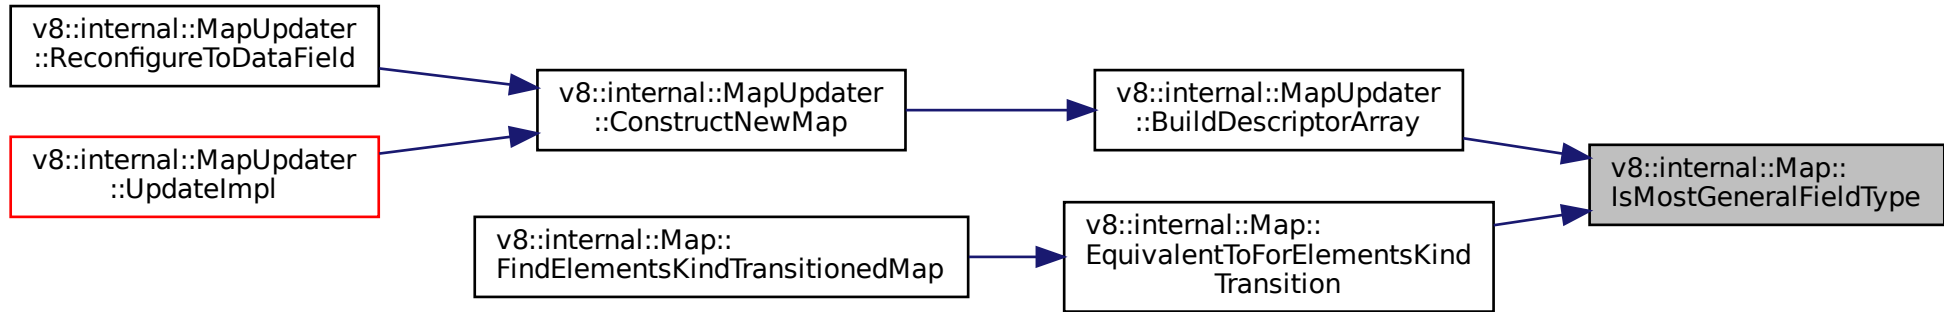 v8::internal::MapUpdater
::ReconfigureToDataField
v8::internal::MapUpdater
::UpdateImpl
v8::internal::MapUpdater
::ConstructNewMap
v8::internal::Map::
FindElementsKindTransitionedMap
v8::internal::MapUpdater
::BuildDescriptorArray
v8::internal::Map::
EquivalentToForElementsKind
Transition
v8::internal::Map::
IsMostGeneralFieldType